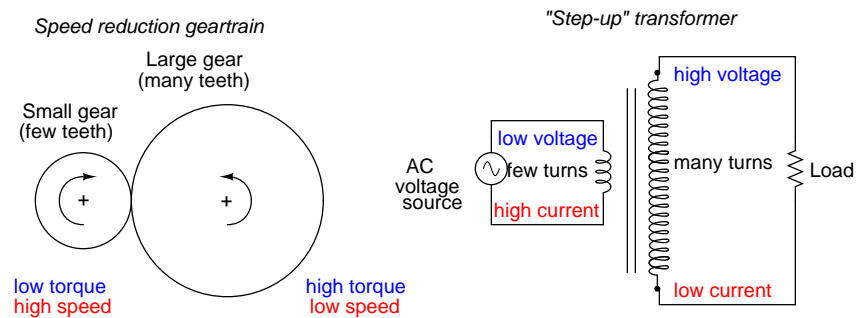 Speed reduction geartrain
Large gear
(many teeth)
Small gear
(few teeth)
+
+
low torque
high speed
high torque
low speed
"Step-up" transformer
high voltage
low voltage
AC
voltage
source
few turns
many turns
Load
high current
low current